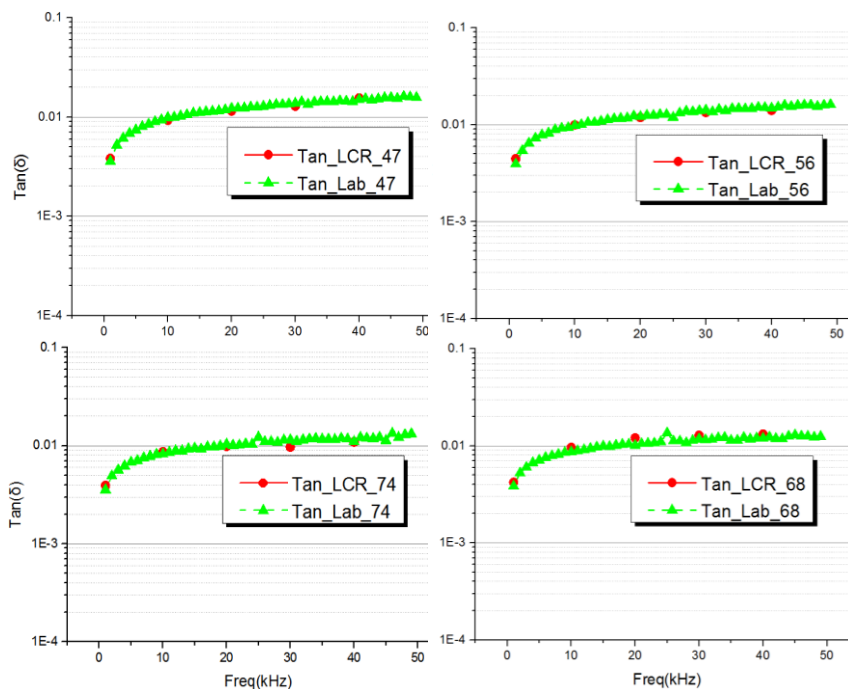 0.1
0.01
1E-3
1E-4
Tan(δ)
Tan_LCR_47
Tan_Lab_47
0 10 20 30 40 50
0.1
0.01
1E-3
1E-4
Tan_LCR_56
Tan_Lab_56
0 10 20 30 40 50
0.1
0.01
1E-3
1E-4
Tan(δ)
Tan_LCR_74
Tan_Lab_74
0 10 20 30 40 50
Freq(kHz)
0.1
0.01
1E-3
1E-4
Tan_LCR_68
Tan_Lab_68
0 10 20 30 40 50
Freq(kHz)